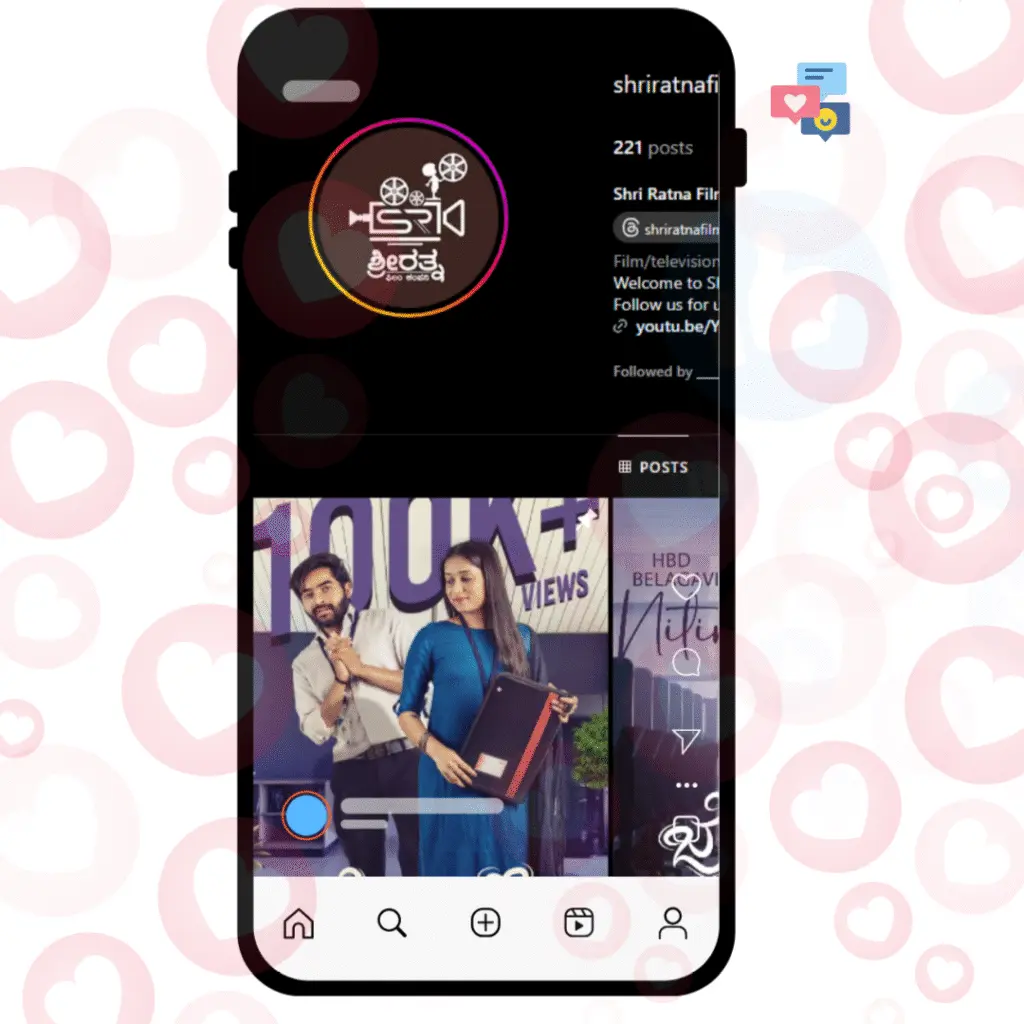 shriratnafi
221 posts
Shri Ratna Fil
shriratnafiln
Film/television
Welcome to S
Follow us for u
youtu.be/Y
Followed by
SR
ಶ್ರೀರತ್ನ
ಫಿಲಂ ಕಂಪನಿ
POSTS
100K+
VIEWS
HBD
BELAGAVI
Nitin